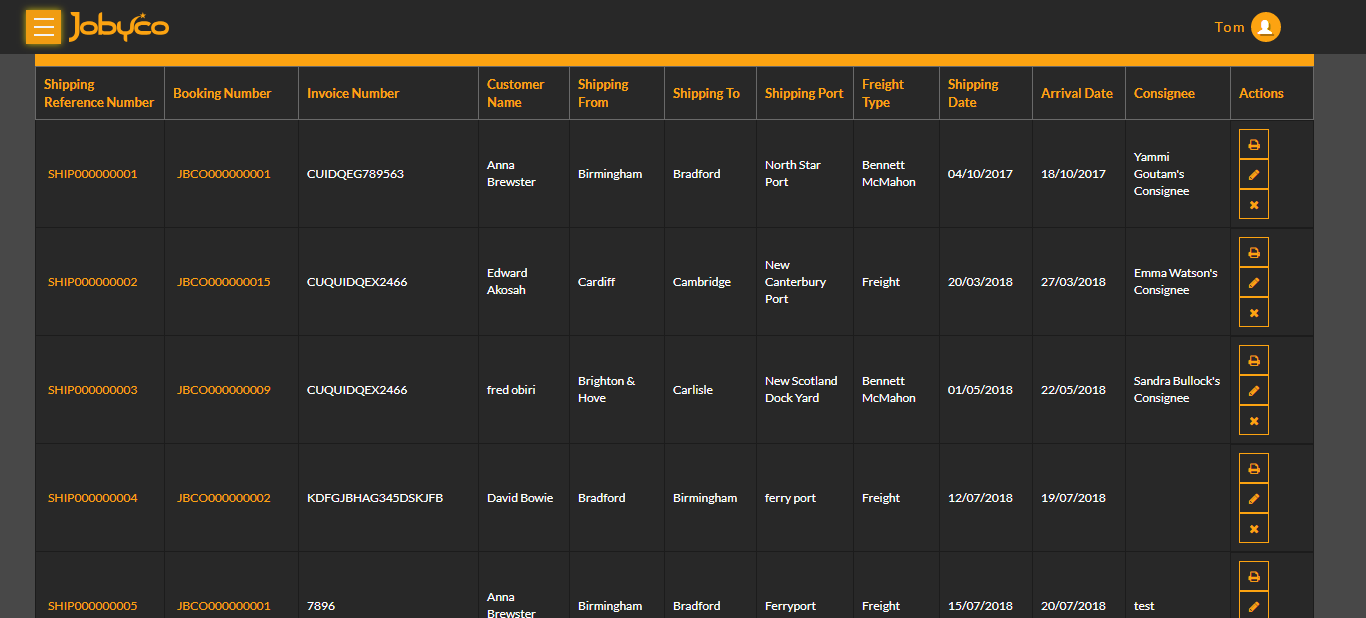 Jobyco
Tom
Shipping Reference Number Booking Number Invoice Number Customer Name Shipping From Shipping To Shipping Port Freight Type Shipping Date Arrival Date Consignee Actions
SHIP000000001 JBCO000000001 CUIDQEG789563 Anna Brewster Birmingham Bradford North Star Port Bennett McMahon 04/10/2017 18/10/2017 Yammi Goutam's Consignee
SHIP000000002 JBCO000000015 CUQUIDQEX2466 Edward Akosah Cardiff Cambridge New Canterbury Port Freight 20/03/2018 27/03/2018 Emma Watson's Consignee
SHIP000000003 JBCO000000009 CUQUIDQEX2466 fred obiri Brighton & Hove Carlisle New Scotland Dock Yard Bennett McMahon 01/05/2018 22/05/2018 Sandra Bullock's Consignee
SHIP000000004 JBCO000000002 KDFGJBHAG345DSKJFB David Bowie Bradford Birmingham ferry port Freight 12/07/2018 19/07/2018
SHIP000000005 JBCO000000001 7896 Anna Brewster Birmingham Bradford Ferryport Freight 15/07/2018 20/07/2018 test